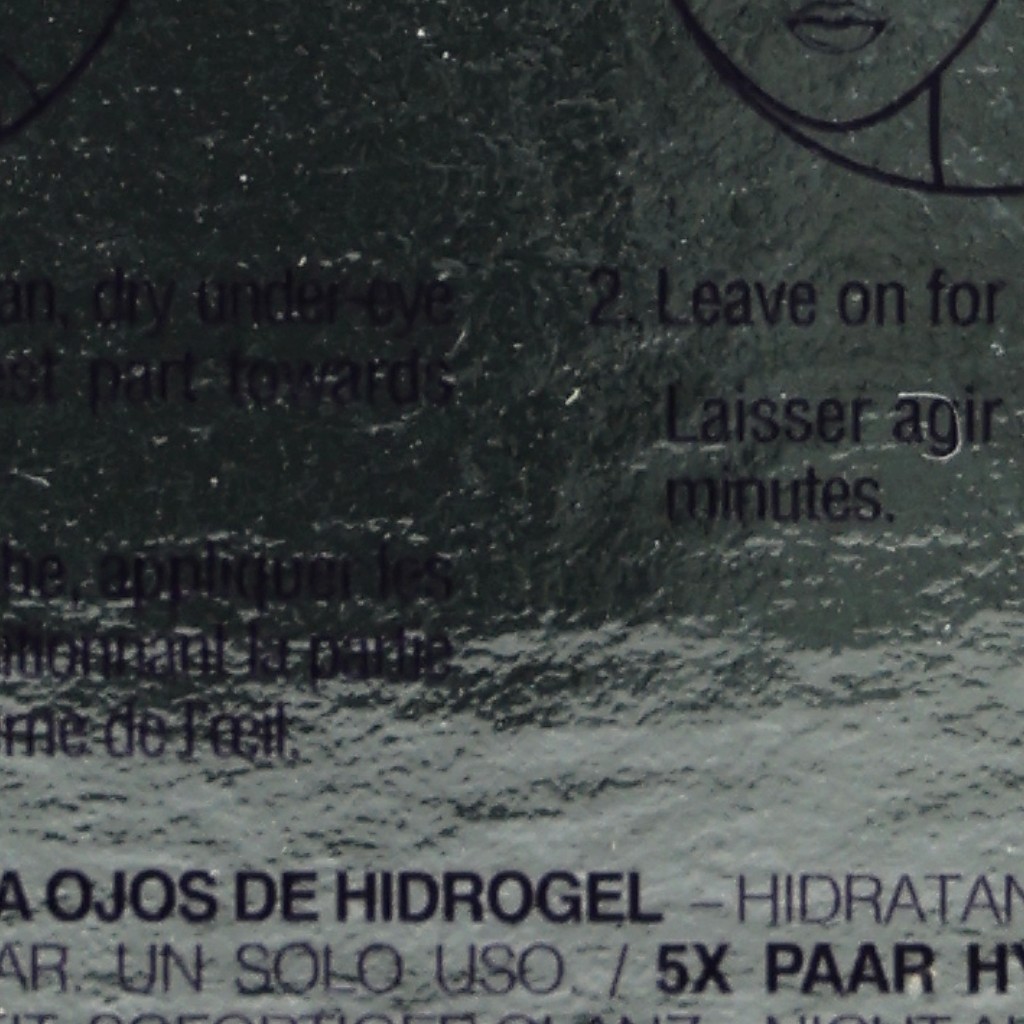 an, dry under-eye
est part towards
he, appliquer les
itionnant la partie
rne de l'œil.
2. Leave on for
Laisser agir
minutes.
A OJOS DE HIDROGEL – HIDRATAN
AR. UN SOLO USO. / 5X PAAR HY